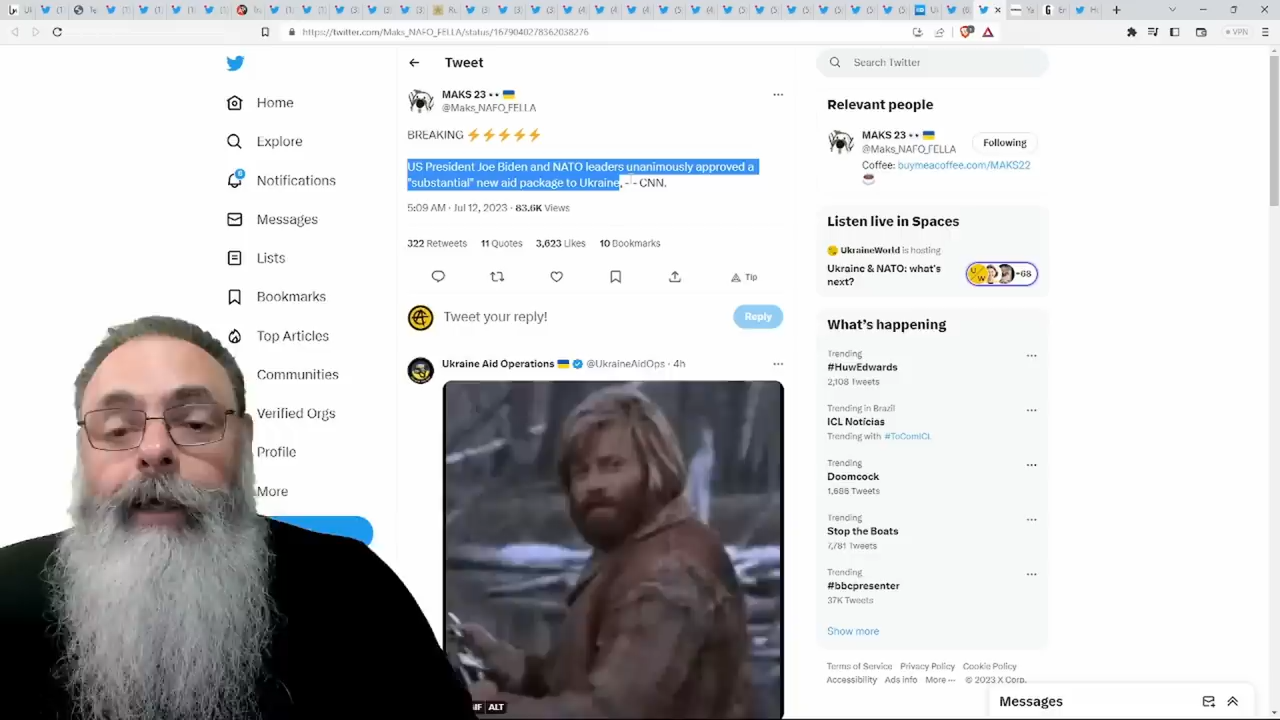 https://twitter.com/Maks_NAFO_FELLA/status/1679040278362038276
VPN
Home
Explore
6
Notifications
Messages
Lists
Bookmarks
Top Articles
Communities
Verified Orgs
Profile
More
Tweet
MAKS 23
@Maks_NAFO_FELLA
BREAKING ⚡⚡⚡⚡⚡
US President Joe Biden and NATO leaders unanimously approved a
"substantial" new aid package to Ukraine, -- CNN.
5:09 AM · Jul 12, 2023 · 83.6K Views
322 Retweets 11 Quotes 3,623 Likes 10 Bookmarks
Tip
Tweet your reply!
Reply
Ukraine Aid Operations @UkraineAidOps · 4h
GIF ALT
Search Twitter
Relevant people
MAKS 23
@Maks_NAFO_FELLA
Following
Coffee: buymeacoffee.com/MAKS22
Listen live in Spaces
UkraineWorld is hosting
Ukraine & NATO: what's
next?
+68
What's happening
Trending
#HuwEdwards
2,108 Tweets
Trending in Brazil
ICL Notícias
Trending with #ToComICL
Trending
Doomcock
1,686 Tweets
Trending
Stop the Boats
7,781 Tweets
Trending
#bbcpresenter
37K Tweets
Show more
Terms of Service Privacy Policy Cookie Policy
Accessibility Ads info More ··· © 2023 X Corp.
Messages